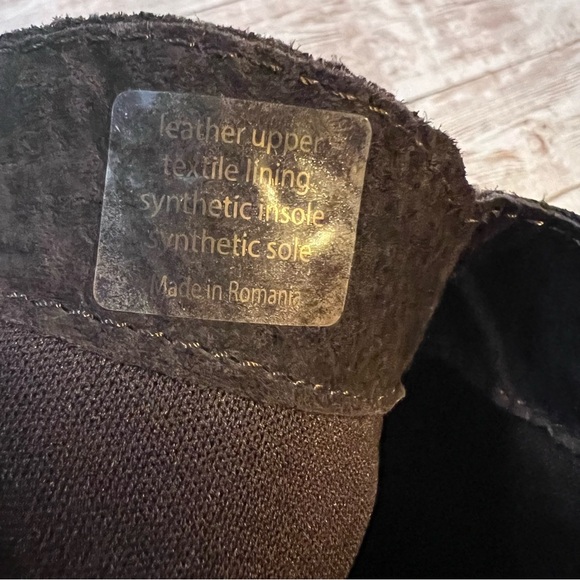 leather upper
textile lining
synthetic insole
synthetic sole
Made in Romania